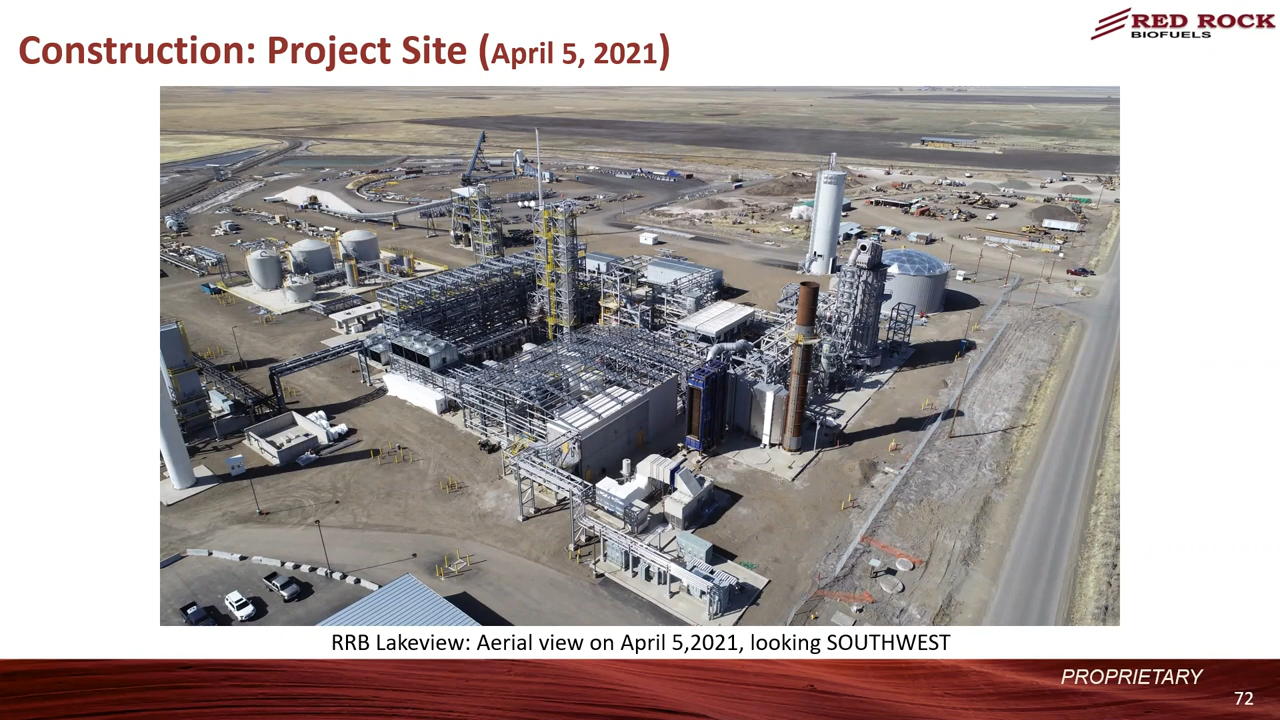 Construction: Project Site (April 5, 2021)
RED ROCK
BIOFUELS
RRB Lakeview: Aerial view on April 5,2021, looking SOUTHWEST
PROPRIETARY
72